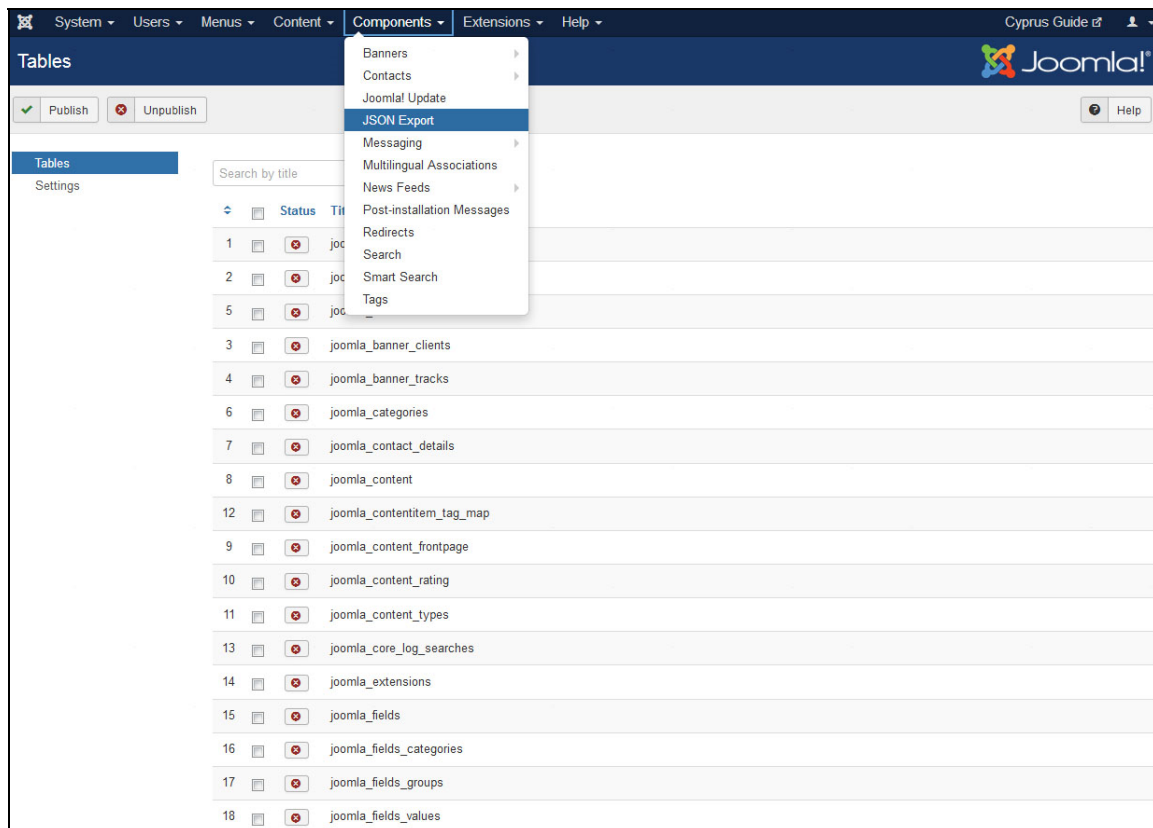 System Users Menus Content Components Extensions Help Cyprus Guide
Tables Joomla!®
Publish Unpublish Help
Banners
Contacts
Joomla! Update
JSON Export
Messaging
Multilingual Associations
News Feeds
Post-installation Messages
Redirects
Search
Smart Search
Tags
Tables
Settings
Search by title
Status
1
2
5
3 joomla_banner_clients
4 joomla_banner_tracks
6 joomla_categories
7 joomla_contact_details
8 joomla_content
12 joomla_contentitem_tag_map
9 joomla_content_frontpage
10 joomla_content_rating
11 joomla_content_types
13 joomla_core_log_searches
14 joomla_extensions
15 joomla_fields
16 joomla_fields_categories
17 joomla_fields_groups
18 joomla_fields_values